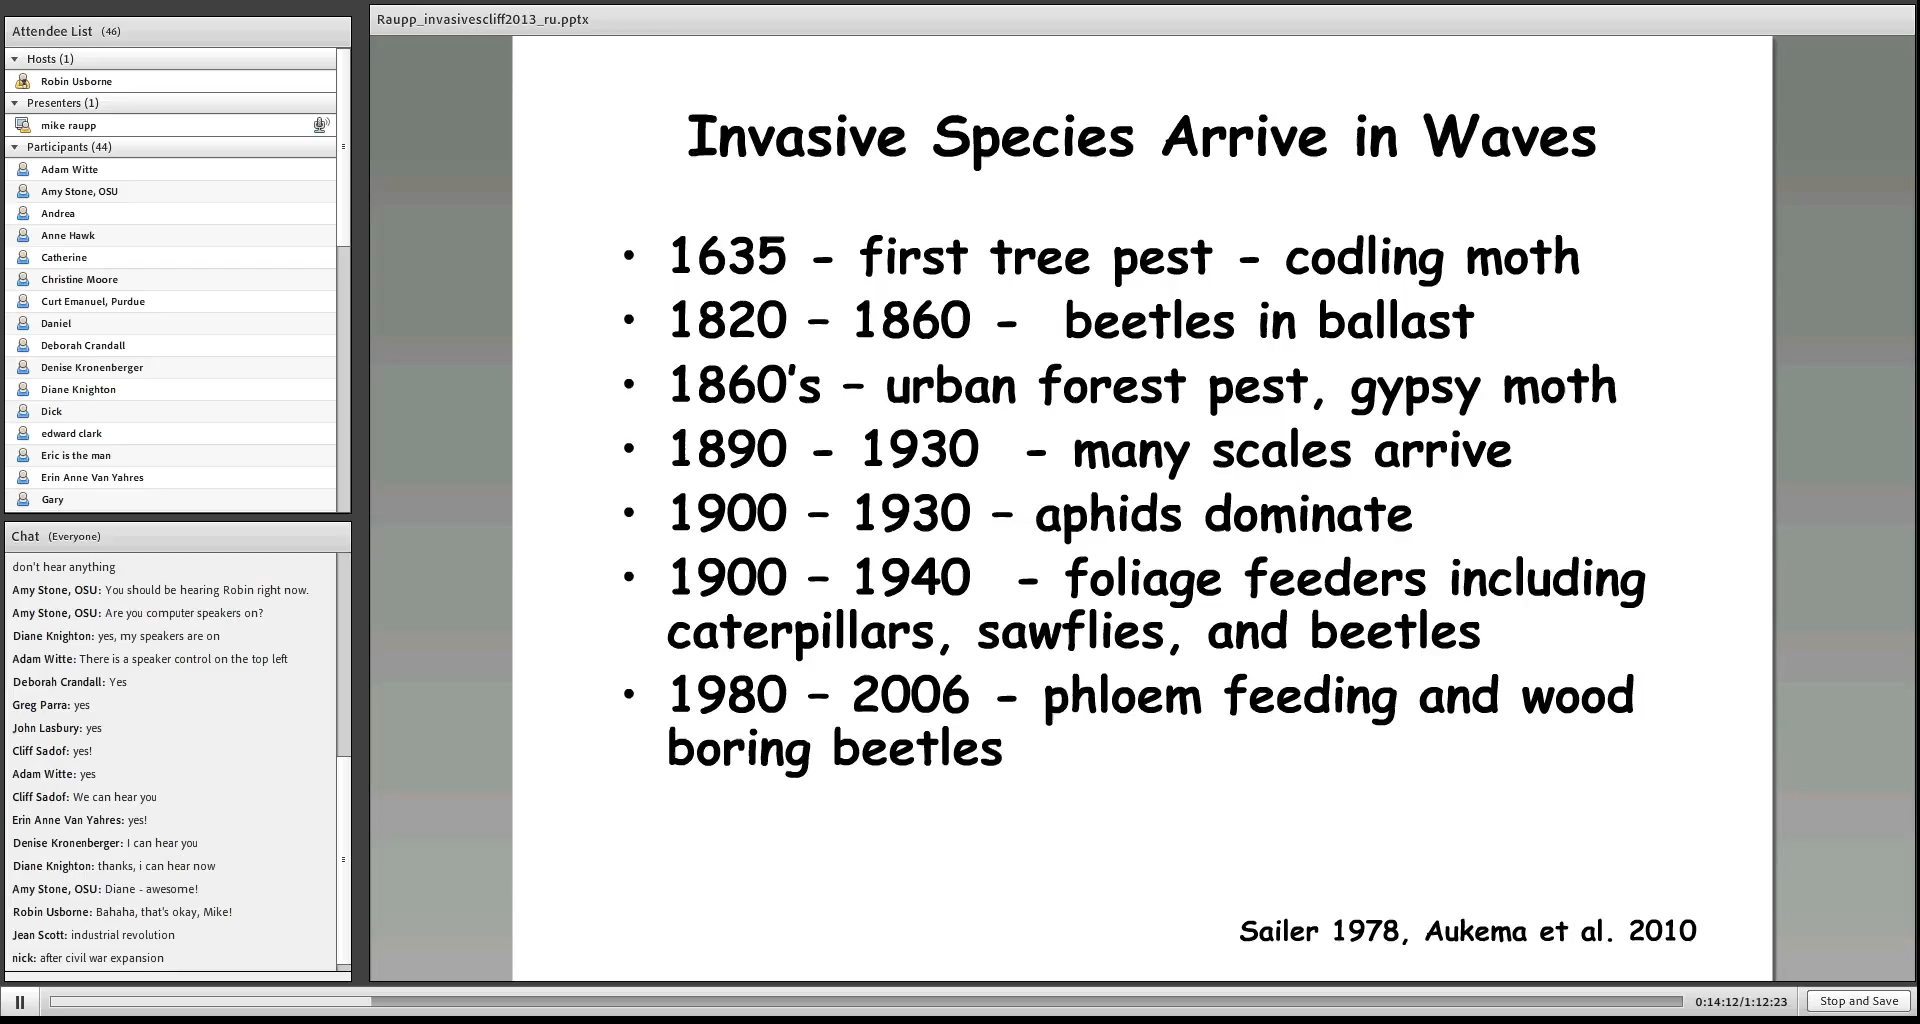 Attendee List (46)
Hosts (1)
Robin Usborne
Presenters (1)
mike raupp
Participants (44)
Adam Witte
Amy Stone, OSU
Andrea
Anne Hawk
Catherine
Christine Moore
Curt Emanuel, Purdue
Daniel
Deborah Crandall
Denise Kronenberger
Diane Knighton
Dick
edward clark
Eric is the man
Erin Anne Van Yahres
Gary
Chat (Everyone)
don't hear anything
Amy Stone, OSU: You should be hearing Robin right now.
Amy Stone, OSU: Are you computer speakers on?
Diane Knighton: yes, my speakers are on
Adam Witte: There is a speaker control on the top left
Deborah Crandall: Yes
Greg Parra: yes
John Lasbury: yes
Cliff Sadof: yes!
Adam Witte: yes
Cliff Sadof: We can hear you
Erin Anne Van Yahres: yes!
Denise Kronenberger: I can hear you
Diane Knighton: thanks, i can hear now
Amy Stone, OSU: Diane - awesome!
Robin Usborne: Bahaha, that's okay, Mike!
Jean Scott: industrial revolution
nick: after civil war expansion
Raupp_invasivescliff2013_ru.pptx
Invasive Species Arrive in Waves
• 1635 - first tree pest - codling moth
• 1820 – 1860 - beetles in ballast
• 1860's – urban forest pest, gypsy moth
• 1890 - 1930 - many scales arrive
• 1900 – 1930 – aphids dominate
• 1900 – 1940 - foliage feeders including
caterpillars, sawflies, and beetles
• 1980 – 2006 - phloem feeding and wood
boring beetles
Sailer 1978, Aukema et al. 2010
0:14:12/1:12:23
Stop and Save